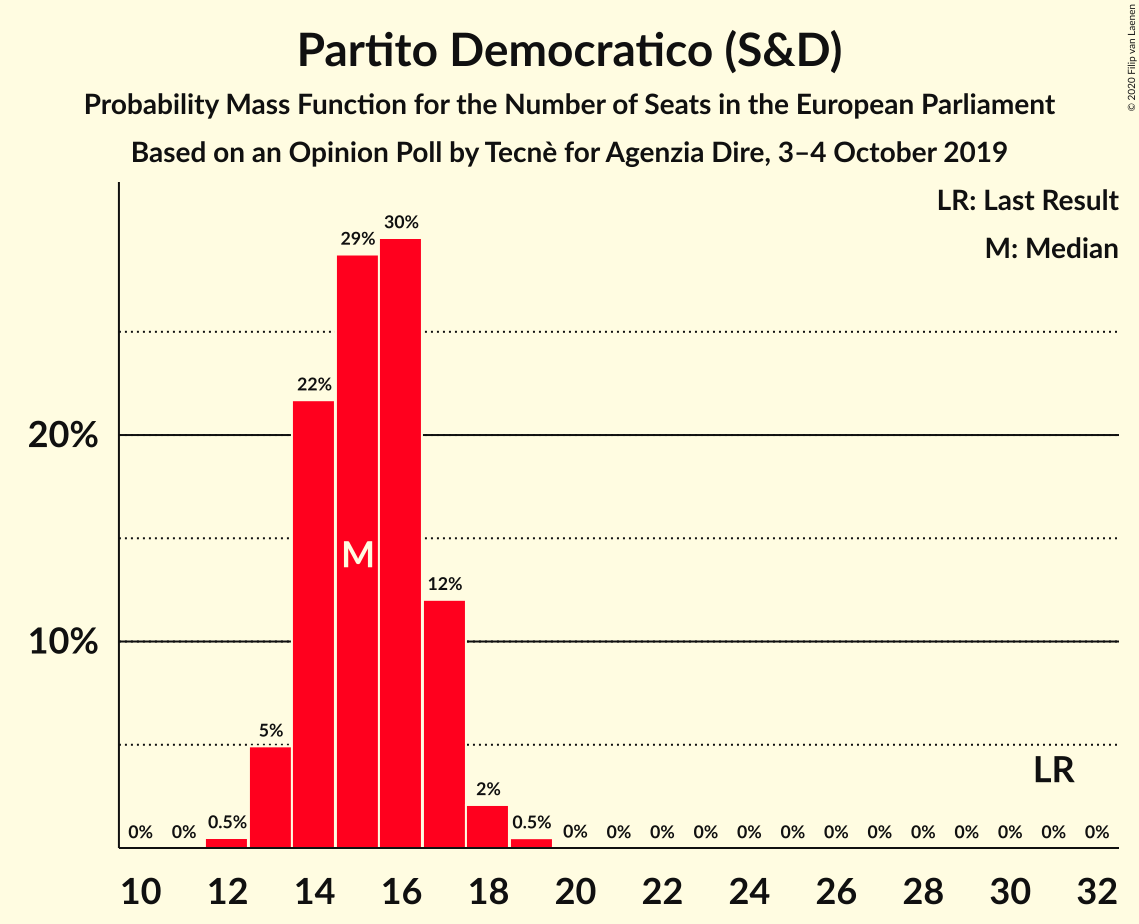 Partito Democratico (S&D)
Probability Mass Function for the Number of Seats in the European Parliament
Based on an Opinion Poll by Tecnè for Agenzia Dire, 3–4 October 2019
© 2020 Filip van Laenen
LR: Last Result
M: Median
20%
10%
0% 0% 0.5% 5% 22% 29% 30% 12% 2% 0.5% 0% 0% 0% 0% 0% 0% 0% 0% 0% 0% 0% 0% 0%
M
LR
10 12 14 16 18 20 22 24 26 28 30 32